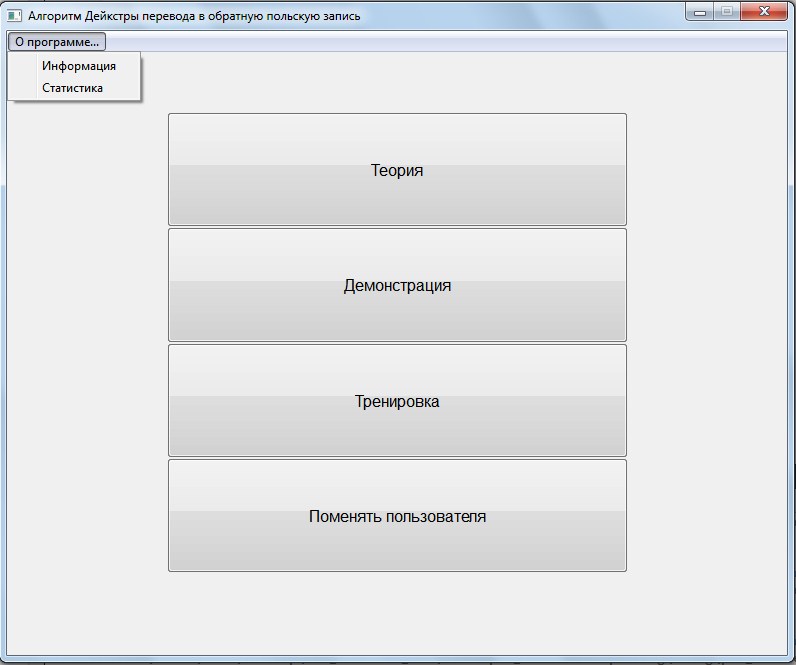 Алгоритм Дейкстры перевода в обратную польскую запись
О программе...
Информация
Статистика
Теория
Демонстрация
Тренировка
Поменять пользователя